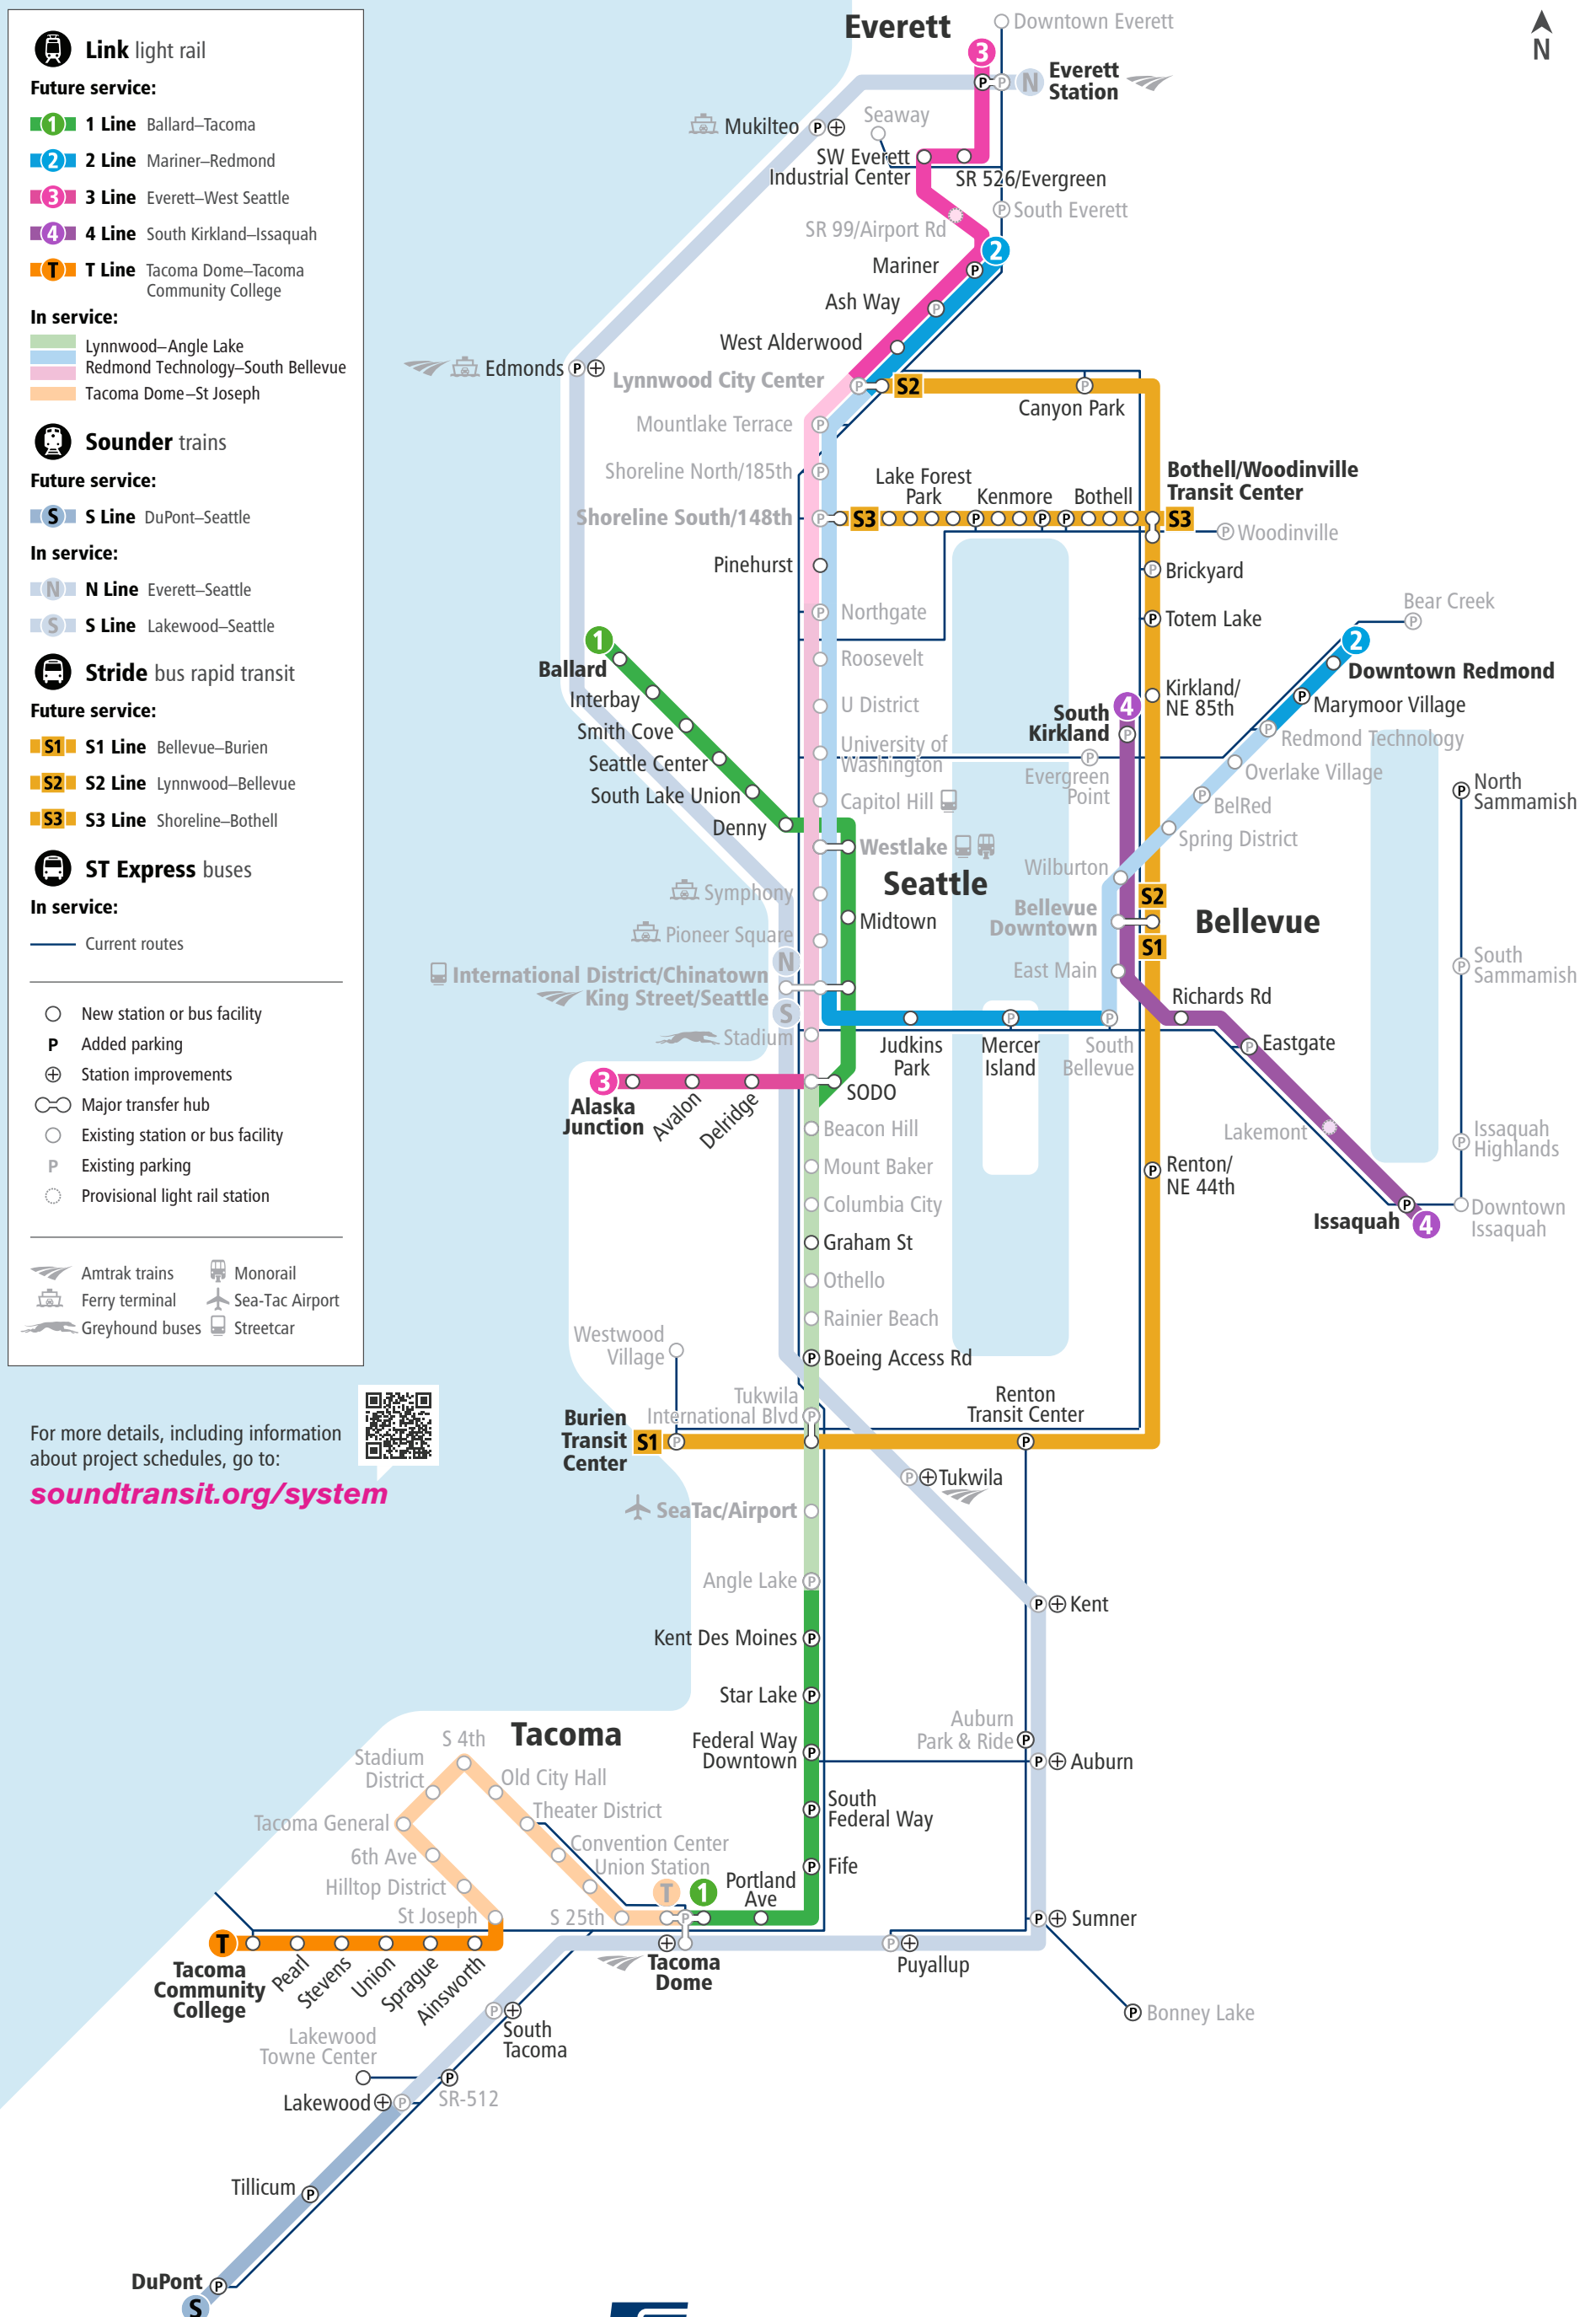 Link light rail
Future service:
1 1 Line Ballard–Tacoma
2 2 Line Mariner–Redmond
3 3 Line Everett–West Seattle
4 4 Line South Kirkland–Issaquah
T T Line Tacoma Dome–Tacoma
Community College
In service:
Lynnwood–Angle Lake
Redmond Technology–South Bellevue
Tacoma Dome–St Joseph
Sounder trains
Future service:
S S Line DuPont–Seattle
In service:
N N Line Everett–Seattle
S S Line Lakewood–Seattle
Stride bus rapid transit
Future service:
S1 S1 Line Bellevue–Burien
S2 S2 Line Lynnwood–Bellevue
S3 S3 Line Shoreline–Bothell
ST Express buses
In service:
Current routes
New station or bus facility
P Added parking
Station improvements
Major transfer hub
Existing station or bus facility
P Existing parking
Provisional light rail station
Amtrak trains
Monorail
Ferry terminal
Sea-Tac Airport
Greyhound buses
Streetcar
For more details, including information
about project schedules, go to:
soundtransit.org/system
N
Everett
Downtown Everett
3
P
P
N
Everett
Station
Seaway
Mukilteo
P
SW Everett
Industrial Center
SR 526/Evergreen
P
South Everett
SR 99/Airport Rd
2
Mariner
P
Ash Way
P
West Alderwood
Edmonds
P
Lynnwood City Center
P
S2
P
Canyon Park
Mountlake Terrace
P
Shoreline North/185th
P
Lake Forest
Park
Kenmore
Bothell
Bothell/Woodinville
Transit Center
Shoreline South/148th
P
S3
P
P
P
S3
P
Woodinville
Pinehurst
P
Brickyard
P
Northgate
P
Totem Lake
Bear Creek
P
1
Ballard
2
Downtown Redmond
Roosevelt
Interbay
U District
Kirkland/
NE 85th
P
Marymoor Village
4
South
Kirkland
P
Smith Cove
P
Redmond Technology
University of
Washington
Seattle Center
P
Evergreen
Point
Overlake Village
South Lake Union
Capitol Hill
P
BelRed
P
North
Sammamish
Denny
Spring District
Westlake
Wilburton
Seattle
Symphony
S2
Midtown
Bellevue
Downtown
Bellevue
Pioneer Square
S1
N
International District/Chinatown
King Street/Seattle
S
East Main
P
South
Sammamish
Richards Rd
Stadium
Judkins
Park
P
Mercer
Island
P
South
Bellevue
P
Eastgate
3
Alaska
Junction
Avalon
Delridge
SODO
Beacon Hill
Lakemont
P
Issaquah
Highlands
Mount Baker
P
Renton/
NE 44th
Columbia City
Issaquah
P
4
Downtown
Issaquah
Graham St
Othello
Rainier Beach
Westwood
Village
P
Boeing Access Rd
Tukwila
International Blvd
P
Renton
Transit Center
Burien
Transit
Center
S1
P
P
P
Tukwila
SeaTac/Airport
Angle Lake
P
P
Kent
Kent Des Moines
P
Star Lake
P
Federal Way
Downtown
P
Auburn
Park & Ride
P
P
Auburn
South
Federal Way
P
Fife
P
Tacoma
S 4th
Stadium
District
Old City Hall
Tacoma General
Theater District
6th Ave
Convention Center
Hilltop District
Union Station
St Joseph
S 25th
T
1
P
Portland
Ave
P
Sumner
T
Tacoma
Community
College
Pearl
Stevens
Union
Sprague
Ainsworth
Tacoma
Dome
P
Puyallup
P
Bonney Lake
P
South
Tacoma
Lakewood
Towne Center
P
SR-512
Lakewood
P
Tillicum
P
DuPont
P
S